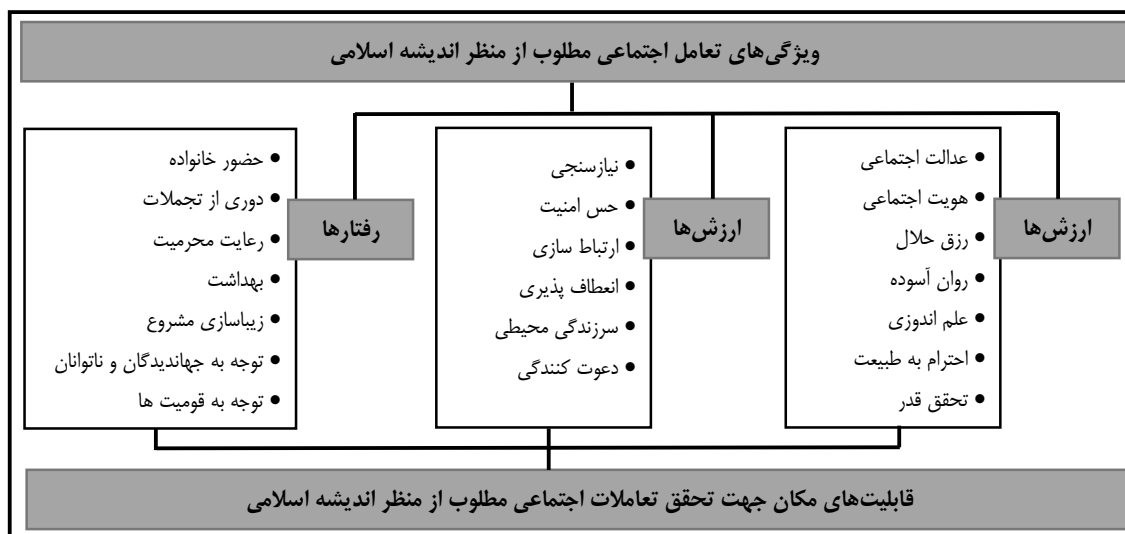 ویژگی‌های تعامل اجتماعی مطلوب از منظر اندیشه اسلامی
ارزش‌ها
• عدالت اجتماعی
• هویت اجتماعی
• رزق حلال
• روان آسوده
• علم اندوزی
• احترام به طبیعت
• تحقق قدر
ارزش‌ها
• نیازسنجی
• حس امنیت
• ارتباط سازی
• انعطاف پذیری
• سرزندگی محیطی
• دعوت کنندگی
رفتارها
• حضور خانواده
• دوری از تجملات
• رعایت محرمیت
• بهداشت
• زیباسازی مشروع
• توجه به جهاندیدگان و ناتوانان
• توجه به قومیت ها
قابلیت‌های مکان جهت تحقق تعاملات اجتماعی مطلوب از منظر اندیشه اسلامی